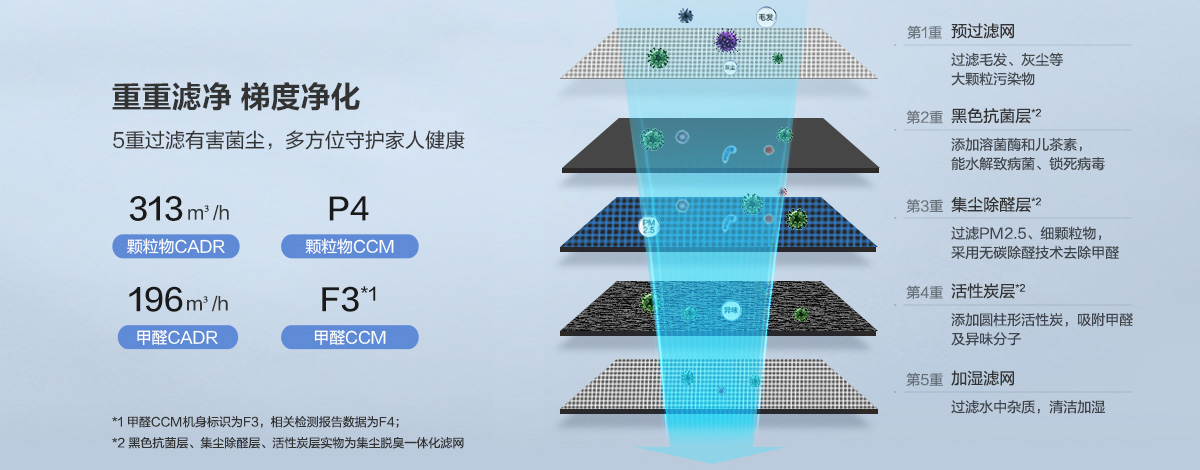 重重滤净 梯度净化
5重过滤有害菌尘，多方位守护家人健康
313 m³/h
颗粒物CADR
P4
颗粒物CCM
196 m³/h
甲醛CADR
F3*1
甲醛CCM
*1 甲醛CCM机身标识为F3，相关检测报告数据为F4；
*2 黑色抗菌层、集尘除醛层、活性炭层实物为集尘脱臭一体化滤网
毛发
灰尘
PM
2.5
异味
第1重 预过滤网
过滤毛发、灰尘等
大颗粒污染物
第2重 黑色抗菌层*2
添加溶菌酶和儿茶素，
能水解致病菌、锁死病毒
第3重 集尘除醛层*2
过滤PM2.5、细颗粒物，
采用无碳除醛技术去除甲醛
第4重 活性炭层*2
添加圆柱形活性炭，吸附甲醛
及异味分子
第5重 加湿滤网
过滤水中杂质，清洁加湿